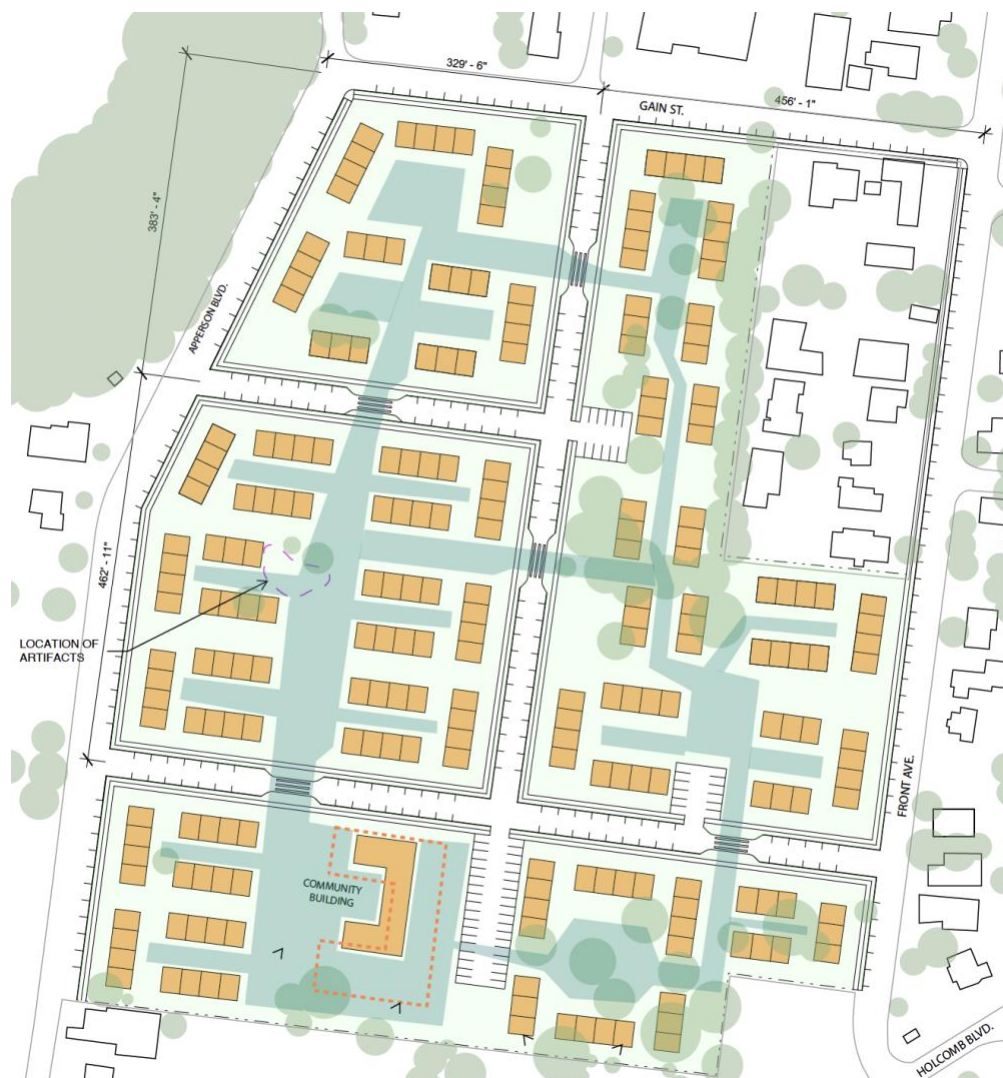 329' - 6"
GAIN ST.
456' - 1"
383' - 4"
APPERSON BLVD.
462' - 11"
LOCATION OF
ARTIFACTS
FRONT AVE.
COMMUNITY
BUILDING
HOLCOMB BLVD.